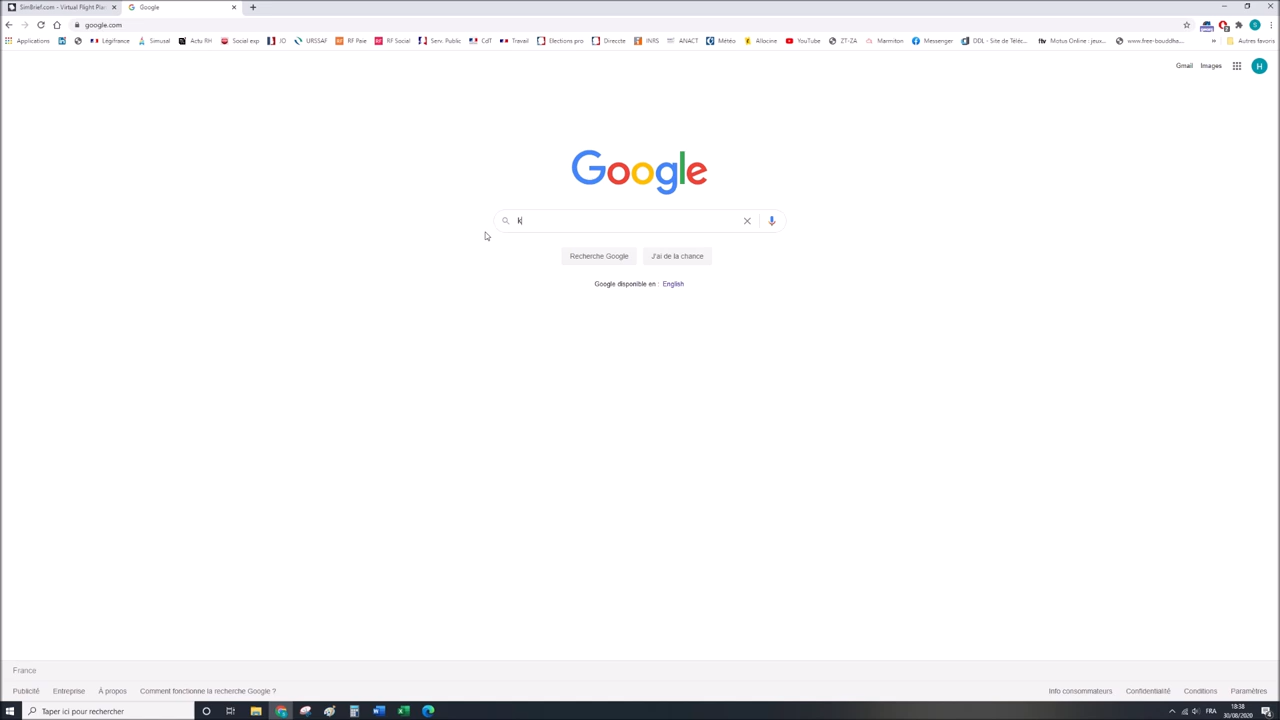 SimBrief.com - Virtual Flight Pla
Google
google.com
Applications Légifrance Simusal Actu RH Social exp JO URSSAF RF Paie RF Social Serv. Public CdT Travail Elections pro Direccte INRS ANACT Météo Allocine YouTube ZT-ZA Marmiton Messenger DDL - Site de Téléc... Motus Online : jeux... www.free-bouddha... » Autres favoris
Gmail Images H
Google
k
Recherche Google J'ai de la chance
Google disponible en : English
France
Publicité Entreprise À propos Comment fonctionne la recherche Google ? Info consommateurs Confidentialité Conditions Paramètres
Taper ici pour rechercher FRA 18:38
30/08/2020